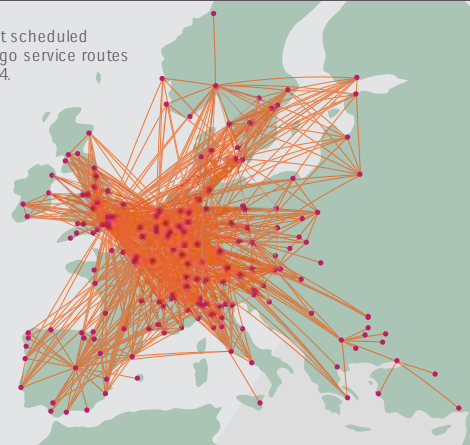 t scheduled
go service routes
4.